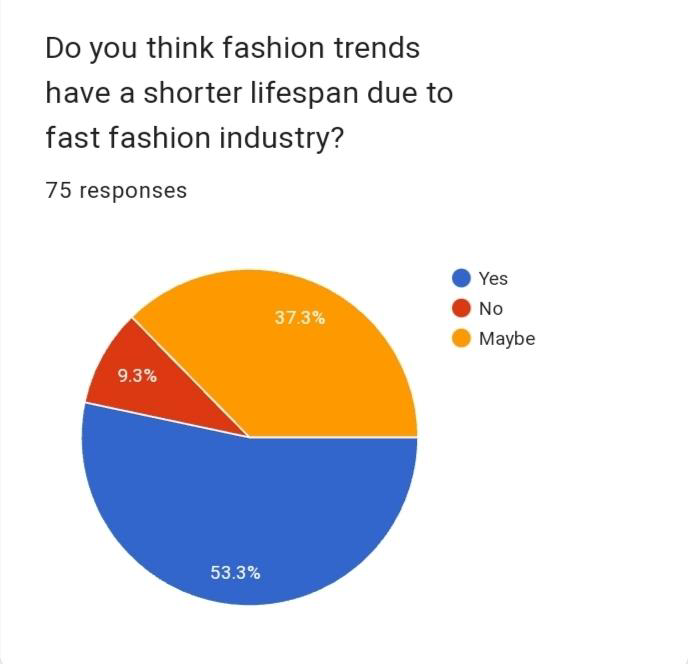 Do you think fashion trends
have a shorter lifespan due to
fast fashion industry?
75 responses
Yes
No
Maybe
37.3%
9.3%
53.3%